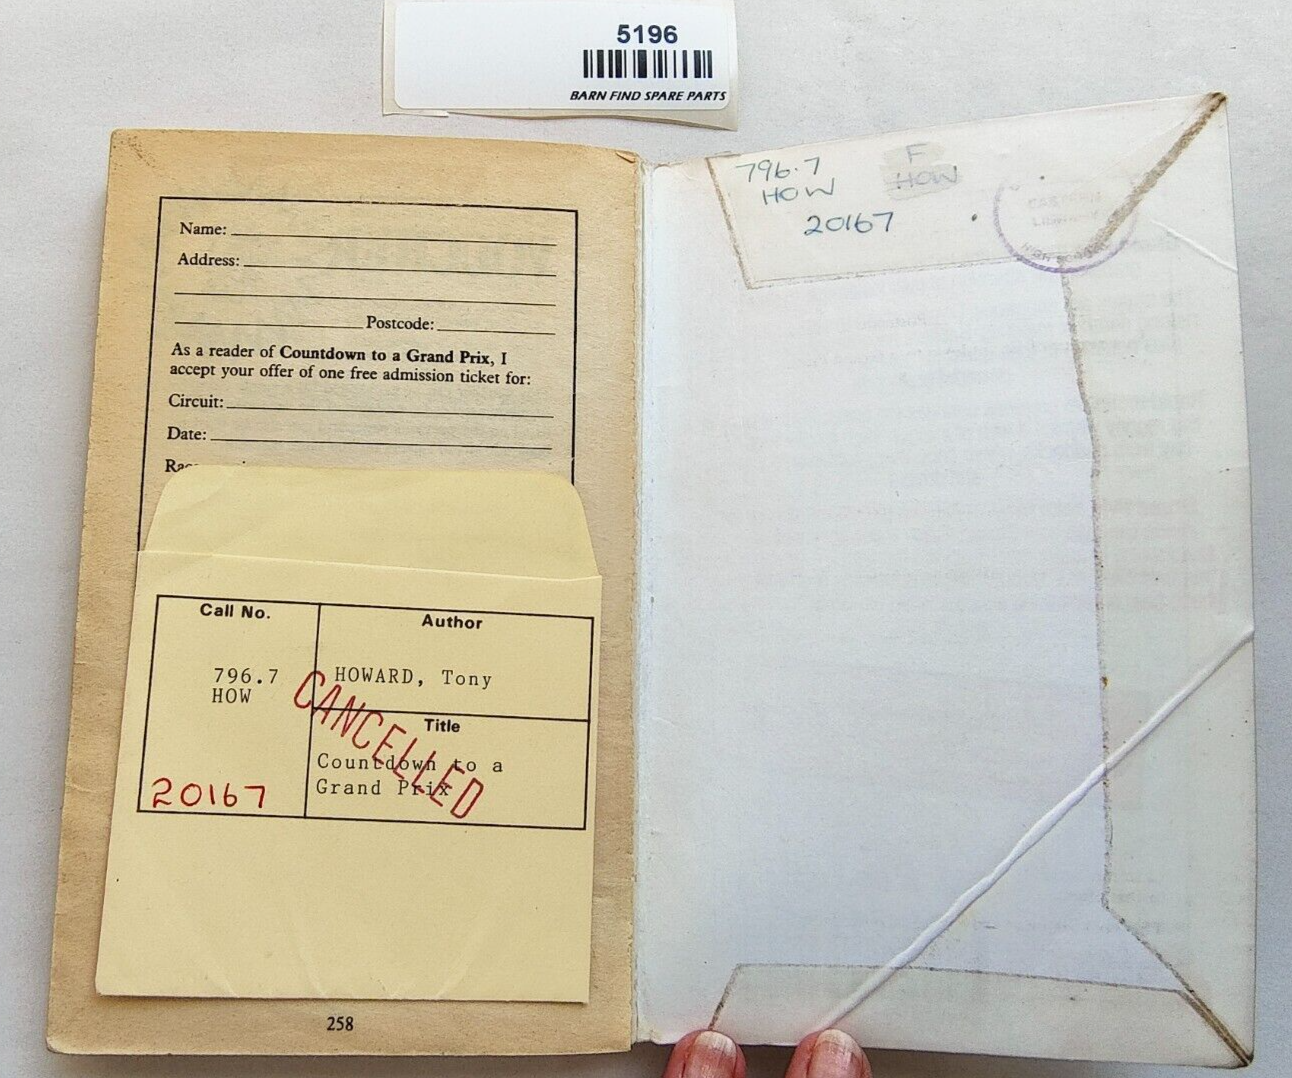 5196
BARN FIND SPARE PARTS
Name:
Address:
Postcode:
As a reader of Countdown to a Grand Prix, I
accept your offer of one free admission ticket for:
Circuit:
Date:
Call No.
Author
796.7
HOW
HOWARD, Tony
CANCELLED
Title
Countdown to a
Grand Prix
20167
258
796.7
HOW
F
HOW
20167
LIBRARY